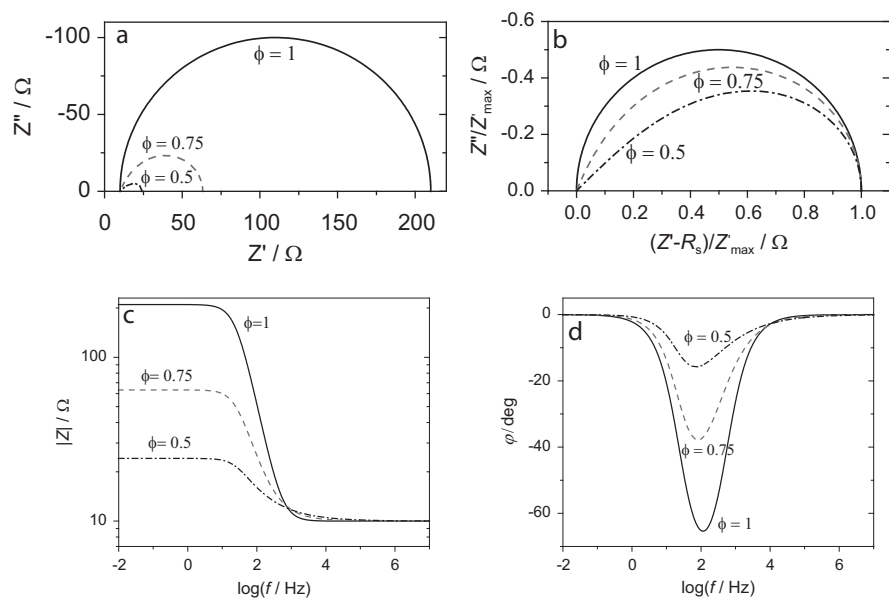 a
-100
-50
0
Z" / Ω
ϕ = 1
ϕ = 0.75
ϕ = 0.5
0 50 100 150 200
Z' / Ω
b
-0.6
-0.4
-0.2
0.0
Z"/Z'max / Ω
ϕ = 1
ϕ = 0.75
ϕ = 0.5
0.0 0.2 0.4 0.6 0.8 1.0
(Z'-Rs)/Z'max / Ω
c
100
10
|Z| / Ω
ϕ=1
ϕ= 0.75
ϕ= 0.5
-2 0 2 4 6
log(f / Hz)
d
0
-20
-40
-60
φ/deg
ϕ= 0.5
ϕ= 0.75
ϕ= 1
-2 0 2 4 6
log(f / Hz)